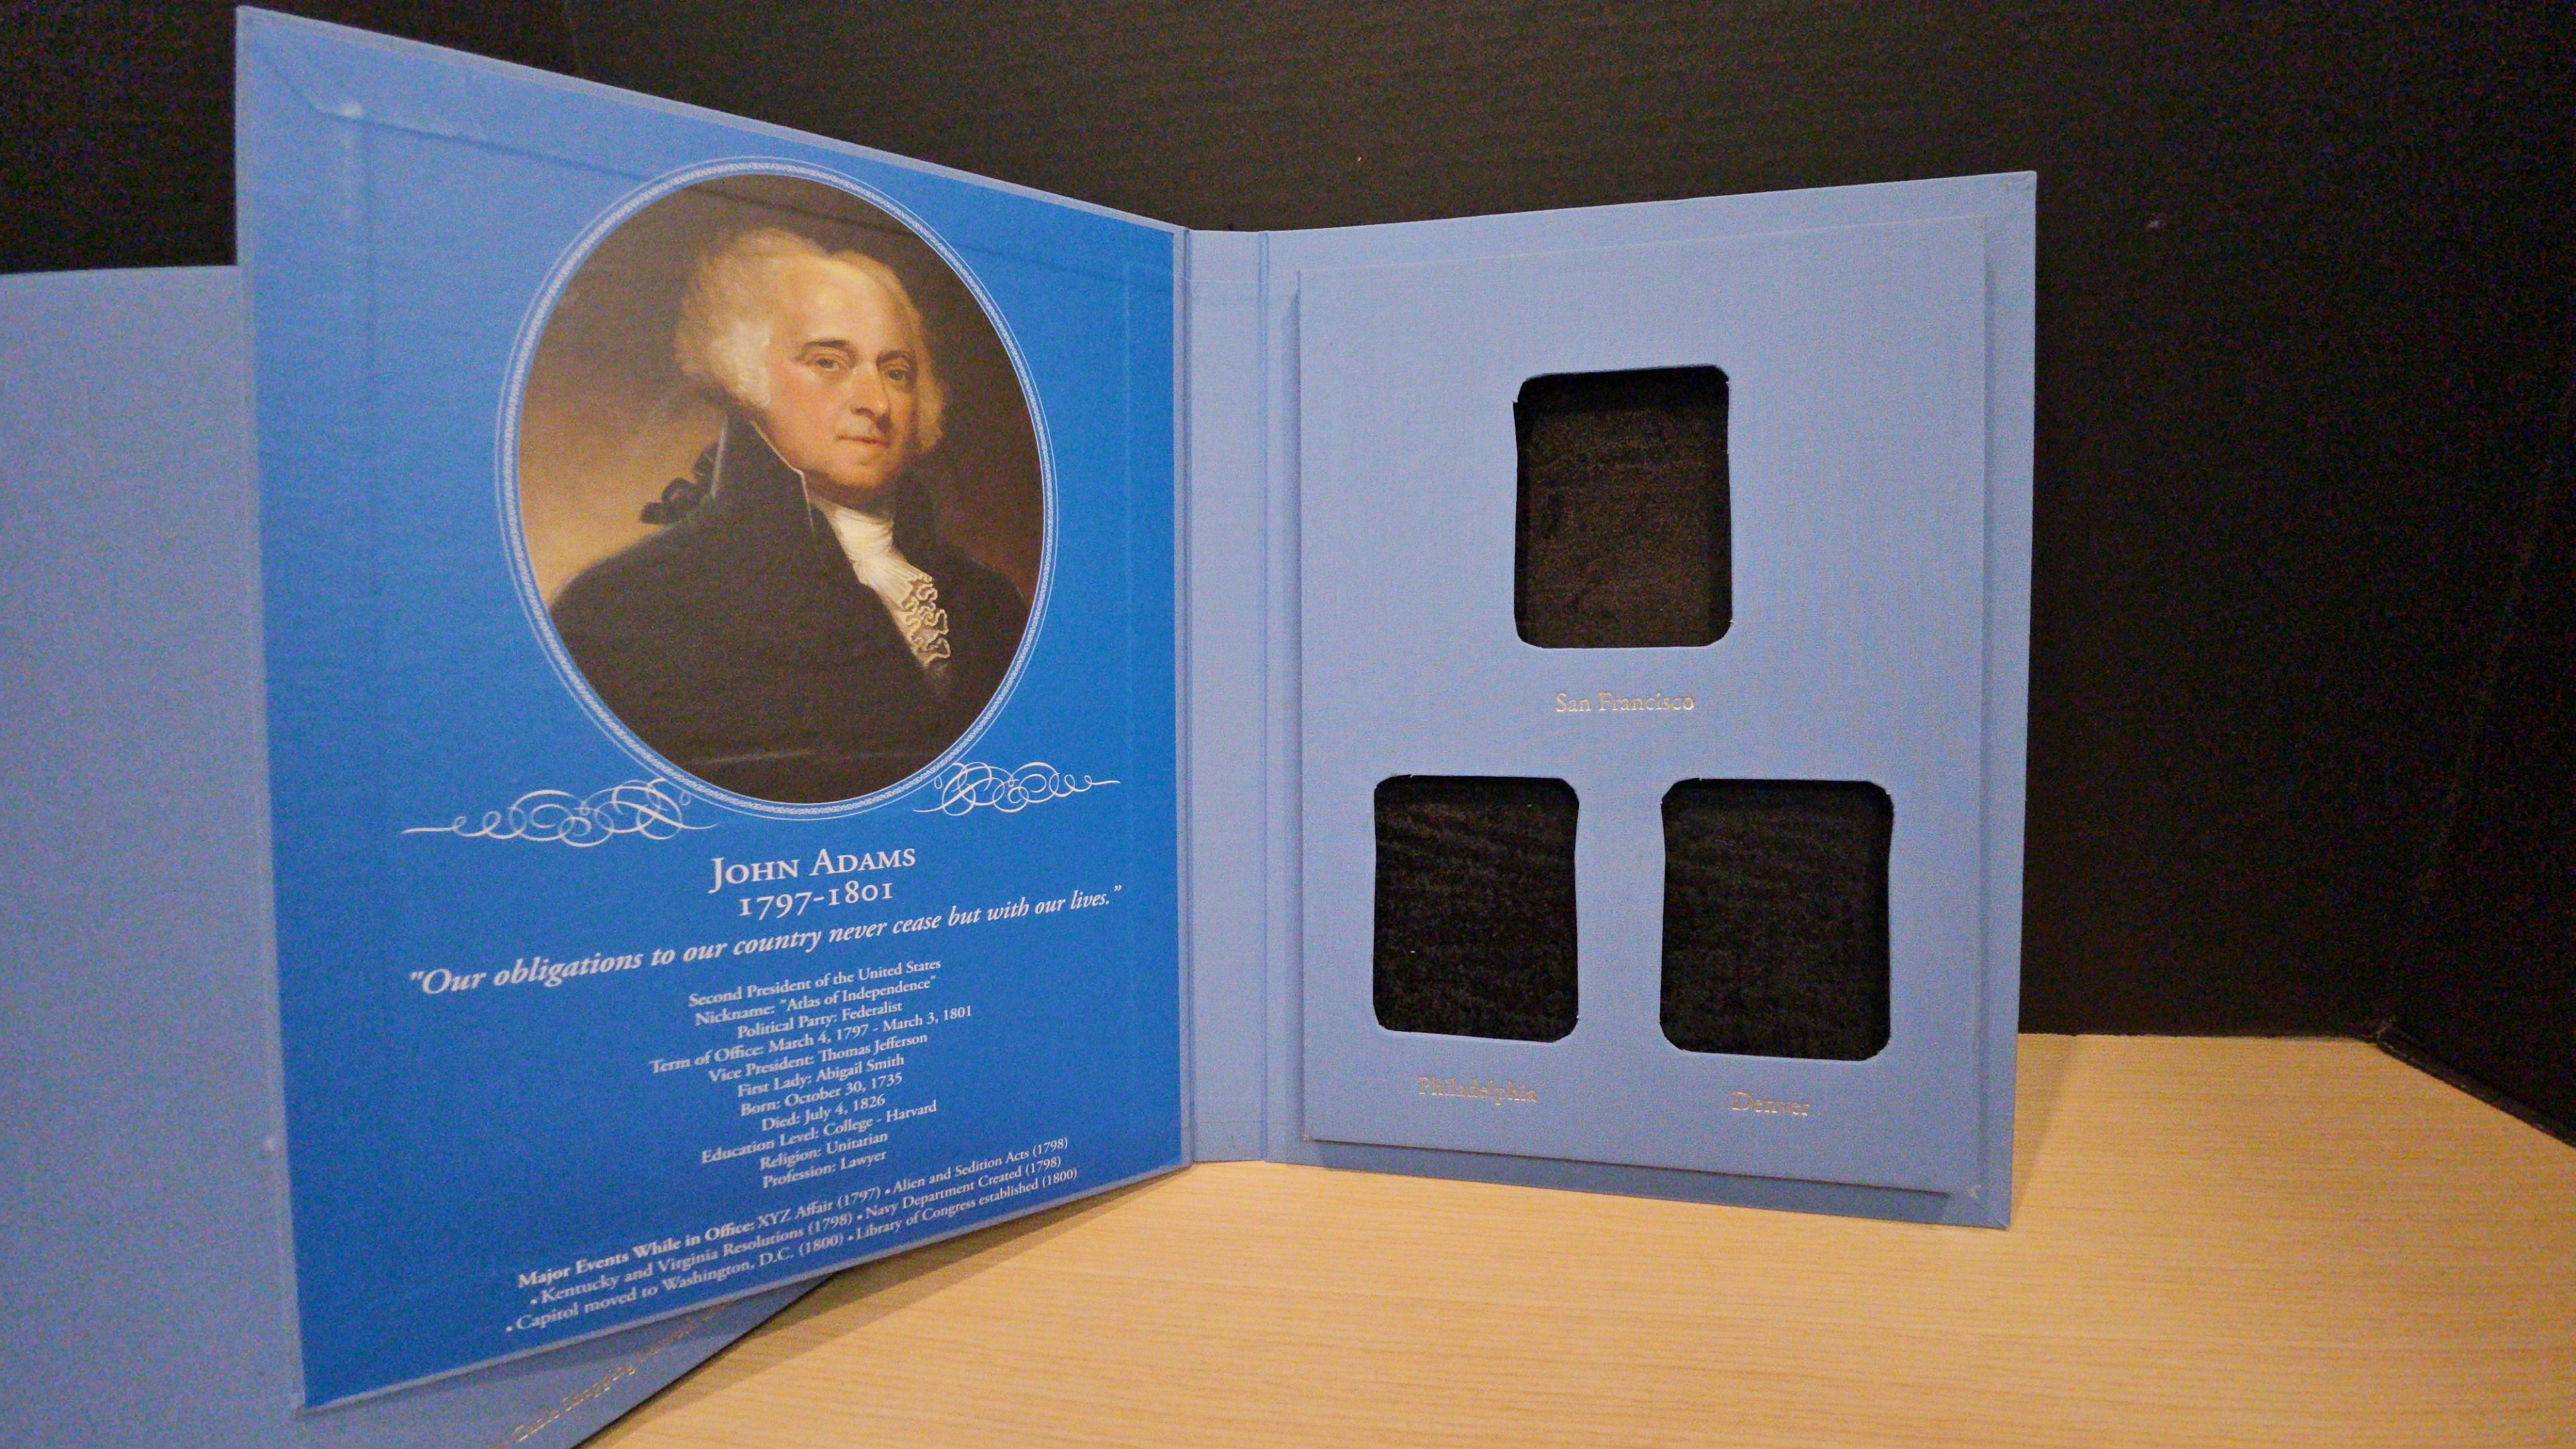 JOHN ADAMS
1797-1801
"Our obligations to our country never cease but with our lives."
Second President of the United States
Nickname: "Atlas of Independence"
Political Party: Federalist
Term of Office: March 4, 1797 - March 3, 1801
Vice President: Thomas Jefferson
First Lady: Abigail Smith
Born: October 30, 1735
Died: July 4, 1826
Education Level: College - Harvard
Religion: Unitarian
Profession: Lawyer
Major Events While in Office: XYZ Affair (1797) • Alien and Sedition Acts (1798)
• Kentucky and Virginia Resolutions (1798) • Navy Department Created (1798)
• Capitol moved to Washington, D.C. (1800) • Library of Congress established (1800)
San Francisco
Philadelphia
Denver